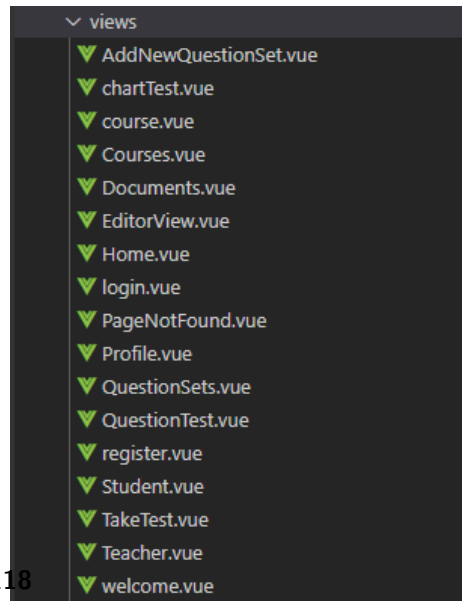 views
AddNewQuestionSet.vue
chartTest.vue
course.vue
Courses.vue
Documents.vue
EditorView.vue
Home.vue
login.vue
PageNotFound.vue
Profile.vue
QuestionSets.vue
QuestionTest.vue
register.vue
Student.vue
TakeTest.vue
Teacher.vue
18
welcome.vue